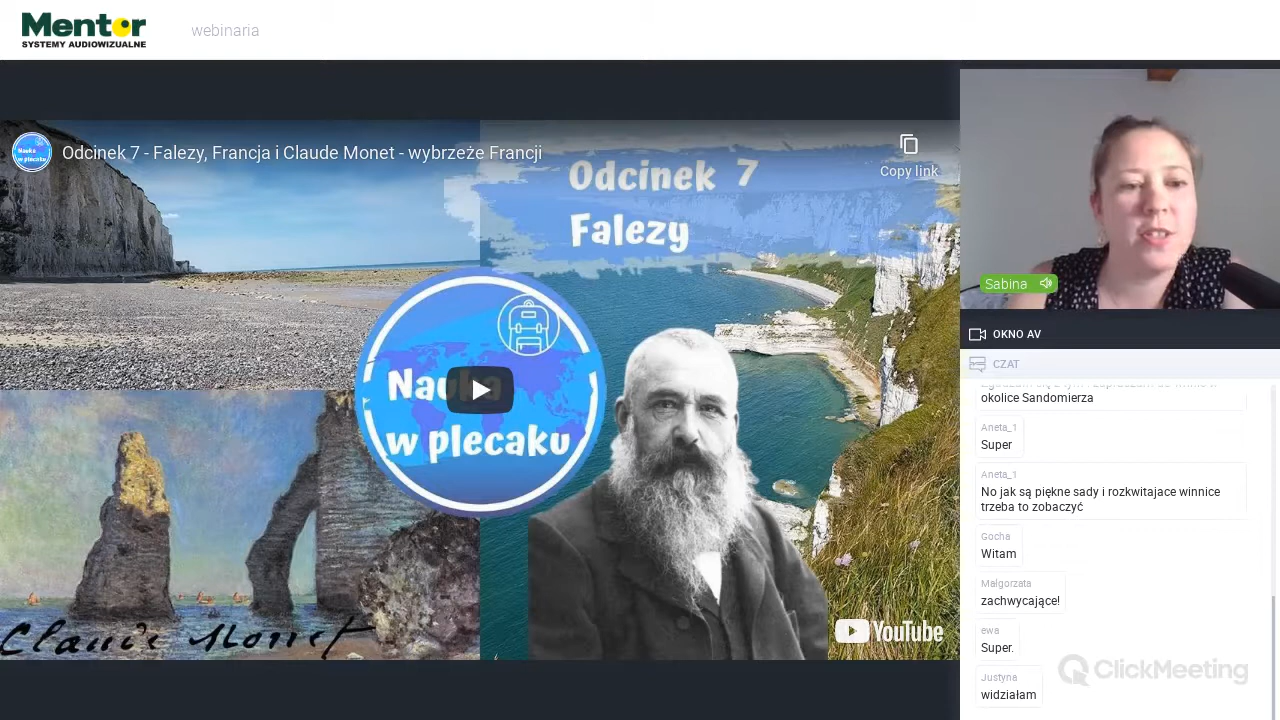 Mentor
SYSTEMY AUDIOWIZUALNE
webinaria
Nauka
w plecaku
Odcinek 7 - Falezy, Francja i Claude Monet - wybrzeże Francji
Copy link
Odcinek 7
Falezy
w plecaku
Claude Monet
YouTube
Sabina
OKNO AV
CZAT
okolice Sandomierza
Aneta_1
Super
Aneta_1
No jak są piękne sady i rozkwitajace winnice
trzeba to zobaczyć
Gocha
Witam
Malgorzata
zachwycające!
ewa
Super.
Justyna
widziałam
ClickMeeting